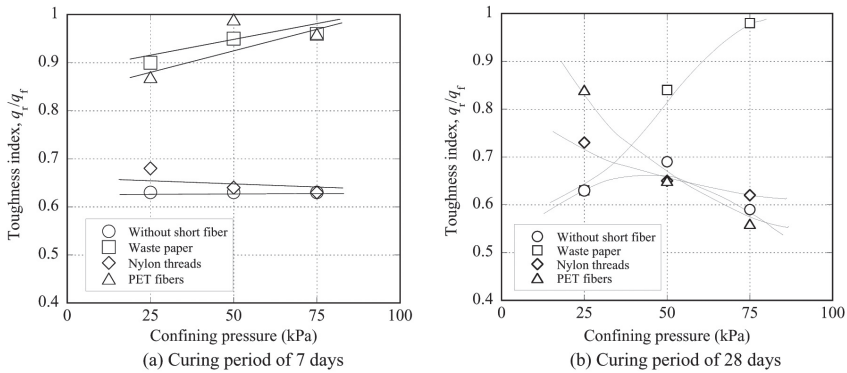 1
0.9
0.8
0.7
0.6
0.5
0.4
Toughness index, qr/qf
Without short fiber
Waste paper
Nylon threads
PET fibers
0 25 50 75 100
Confining pressure (kPa)
(a) Curing period of 7 days
1
0.9
0.8
0.7
0.6
0.5
0.4
Toughness index, qr/qf
Without short fiber
Waste paper
Nylon threads
PET fibers
0 25 50 75 100
Confining pressure (kPa)
(b) Curing period of 28 days